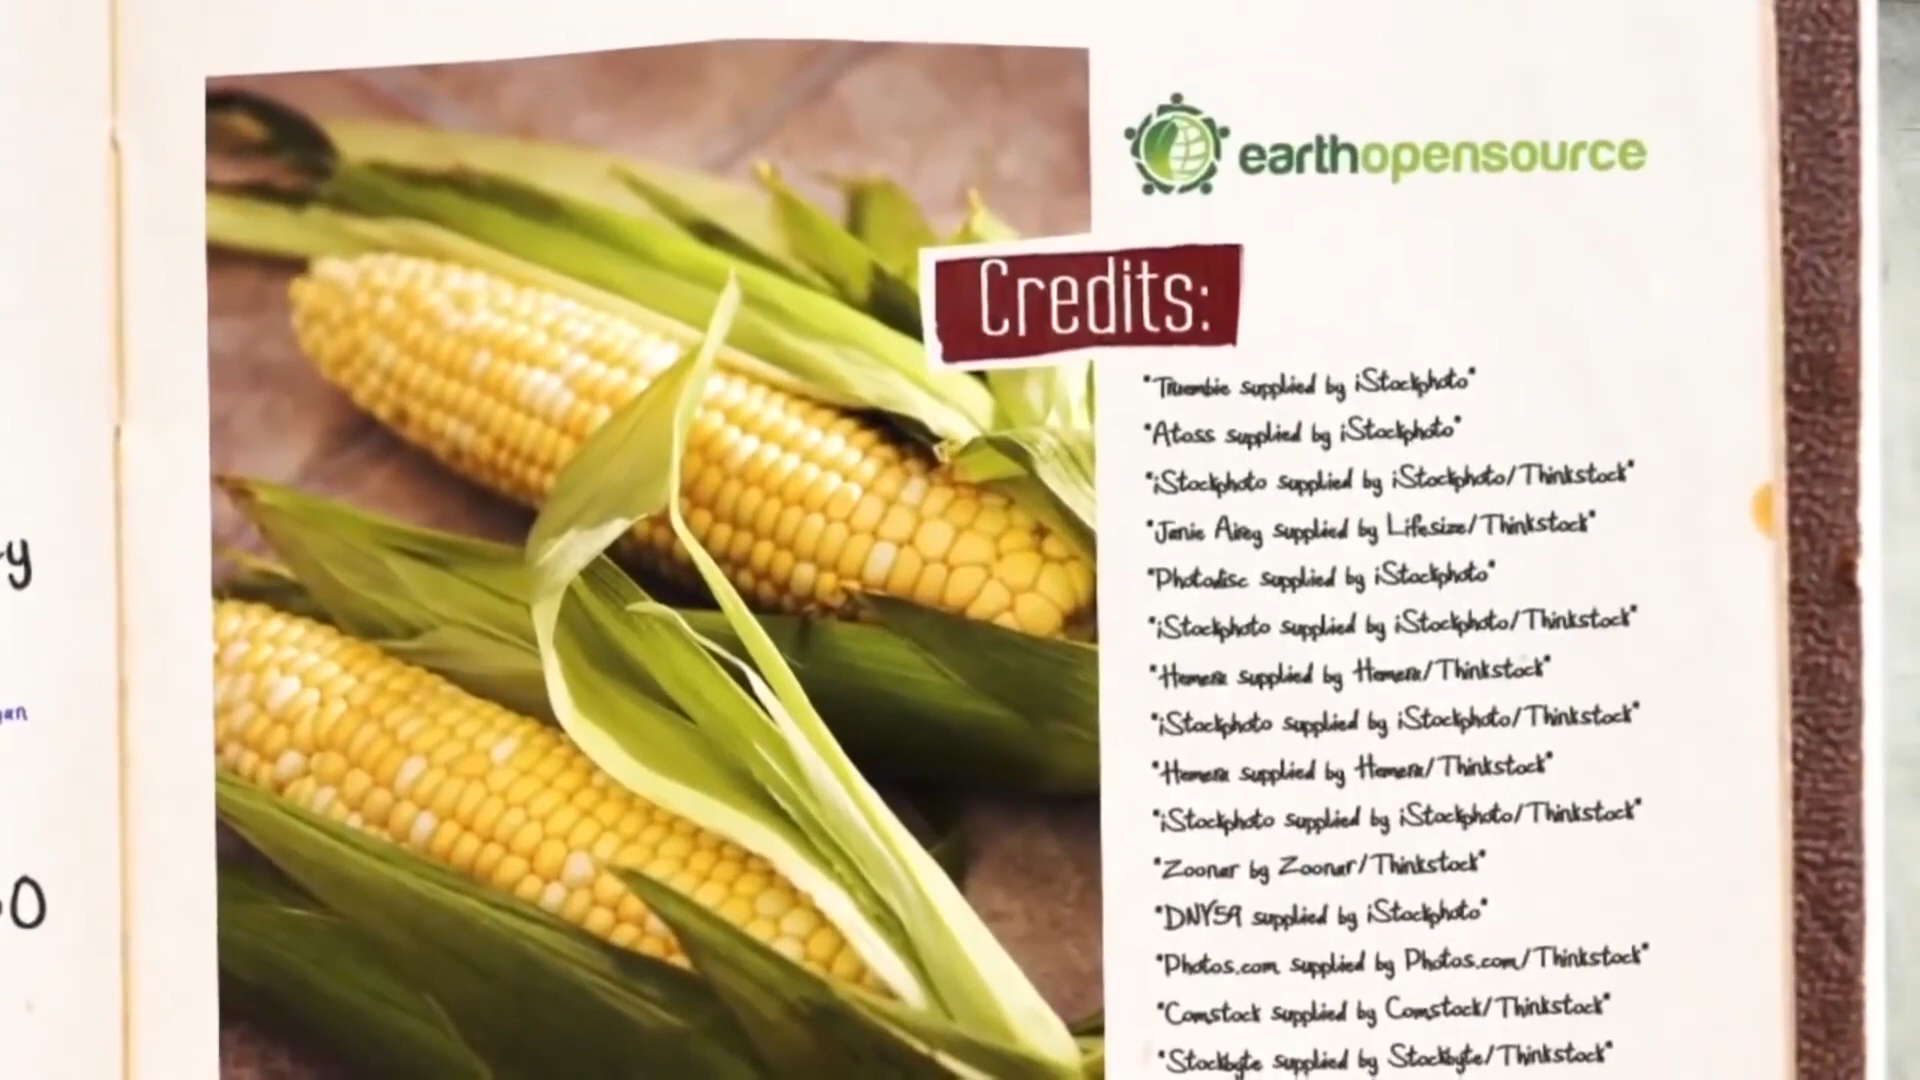 earthopensource
Credits:
"Truembie supplied by iStockphoto"
"Atoss supplied by iStockphoto"
"iStockphoto supplied by iStockphoto/Thinkstock"
"Janie Airey supplied by Lifesize/Thinkstock"
"Photodisc supplied by iStockphoto"
"iStockphoto supplied by iStockphoto/Thinkstock"
"Hemera supplied by Hemera/Thinkstock"
"iStockphoto supplied by iStockphoto/Thinkstock"
"Hemera supplied by Hemera/Thinkstock"
"iStockphoto supplied by iStockphoto/Thinkstock"
"Zoonar by Zoonar/Thinkstock"
"DNY59 supplied by iStockphoto"
"Photos.com supplied by Photos.com/Thinkstock"
"Comstock supplied by Comstock/Thinkstock"
"Stockbyte supplied by Stockbyte/Thinkstock"